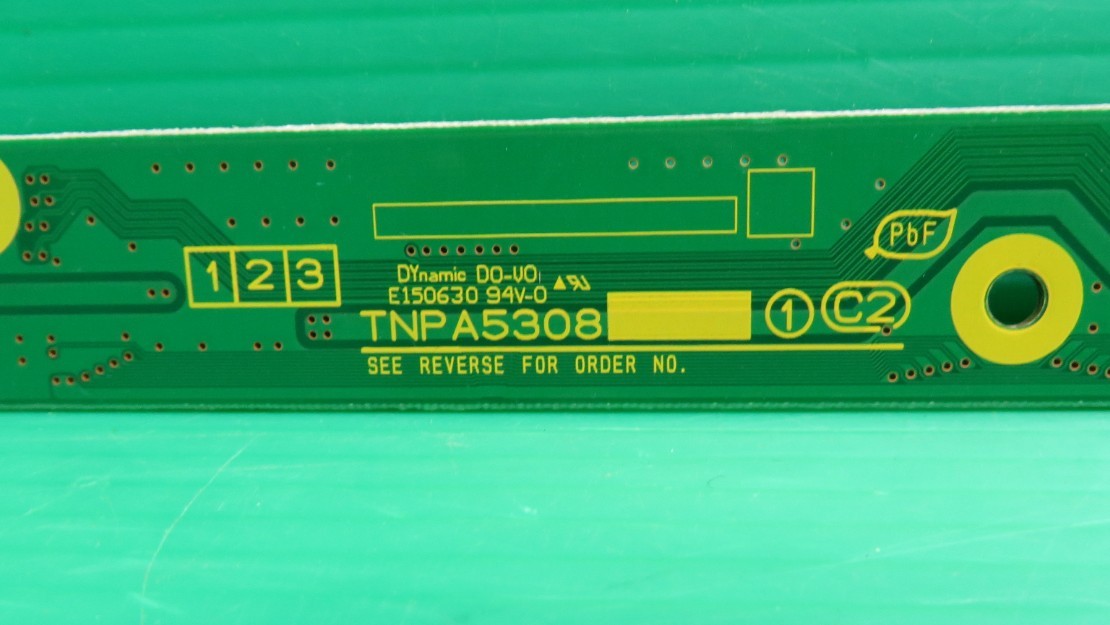 PbF
1 2 3
DYnamic DO-VO
E150630 94V-0
TNPA5308 1 C2
SEE REVERSE FOR ORDER NO.